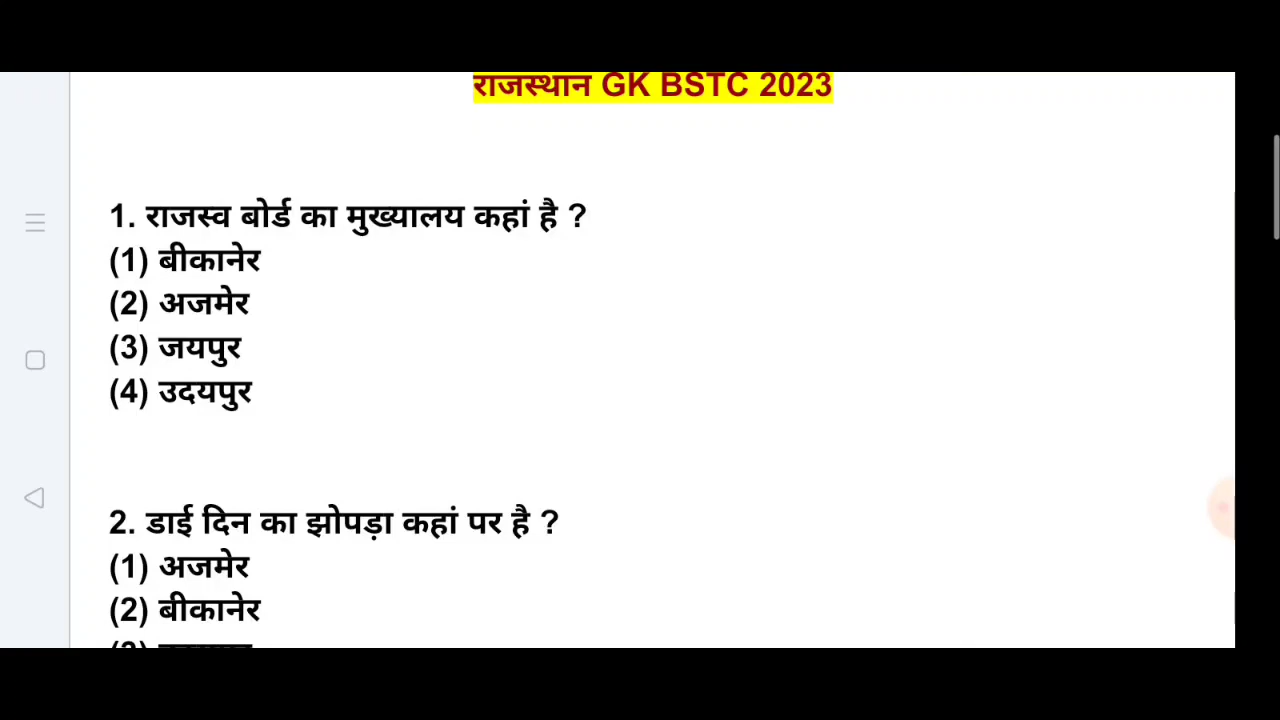 राजस्थान GK BSTC 2023
1. राजस्व बोर्ड का मुख्यालय कहां है ?
(1) बीकानेर
(2) अजमेर
(3) जयपुर
(4) उदयपुर
2. डाई दिन का झोपड़ा कहां पर है ?
(1) अजमेर
(2) बीकानेर